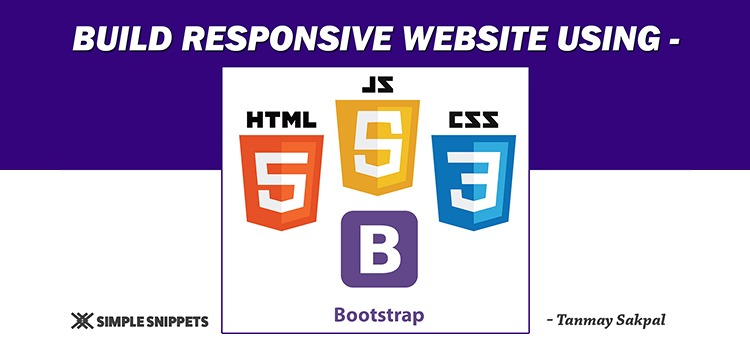 BUILD RESPONSIVE WEBSITE USING -
JS
HTML
CSS
5
5
3
B
Bootstrap
SIMPLE SNIPPETS
- Tanmay Sakpal